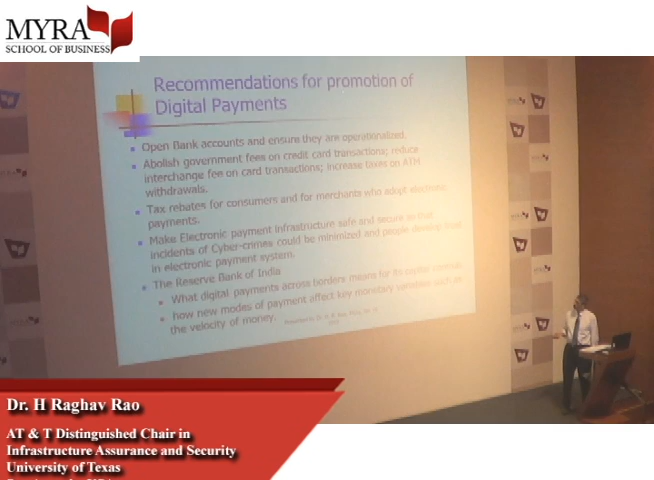 MYRA
SCHOOL OF BUSINESS
Recommendations for promotion of
Digital Payments
Open Bank accounts and ensure they are operationalized.
Abolish government fees on credit card transactions; reduce
interchange fee on card transactions; increase taxes on ATM
withdrawals.
Tax rebates for consumers and for merchants who adopt electronic
payments.
Make Electronic payment infrastructure safe and secure so that
incidents of Cyber-crimes could be minimized and people develop
in electronic payment system.
The Reserve Bank of India
What digital payments across borders means for its capital controls
how new modes of payment affect key monetary variables such as
the velocity of money.
Dr. H Raghav Rao
AT & T Distinguished Chair in
Infrastructure Assurance and Security
University of Texas